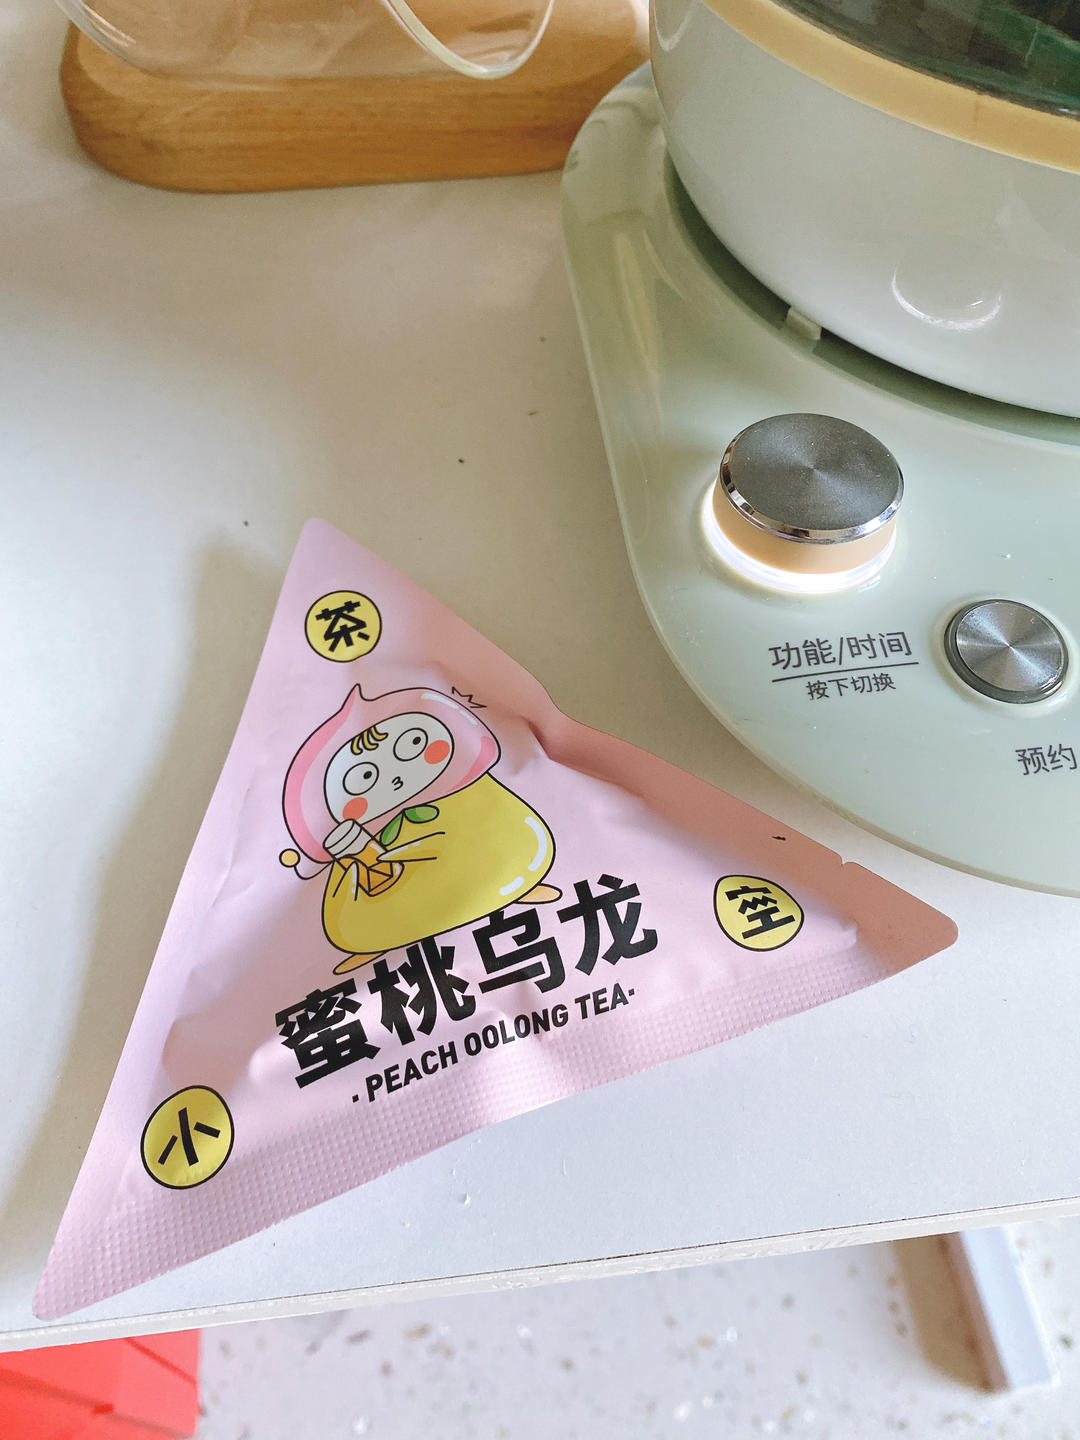 茶
小
空
蜜桃乌龙
·PEACH OOLONG TEA·
功能/时间
按下切换
预约